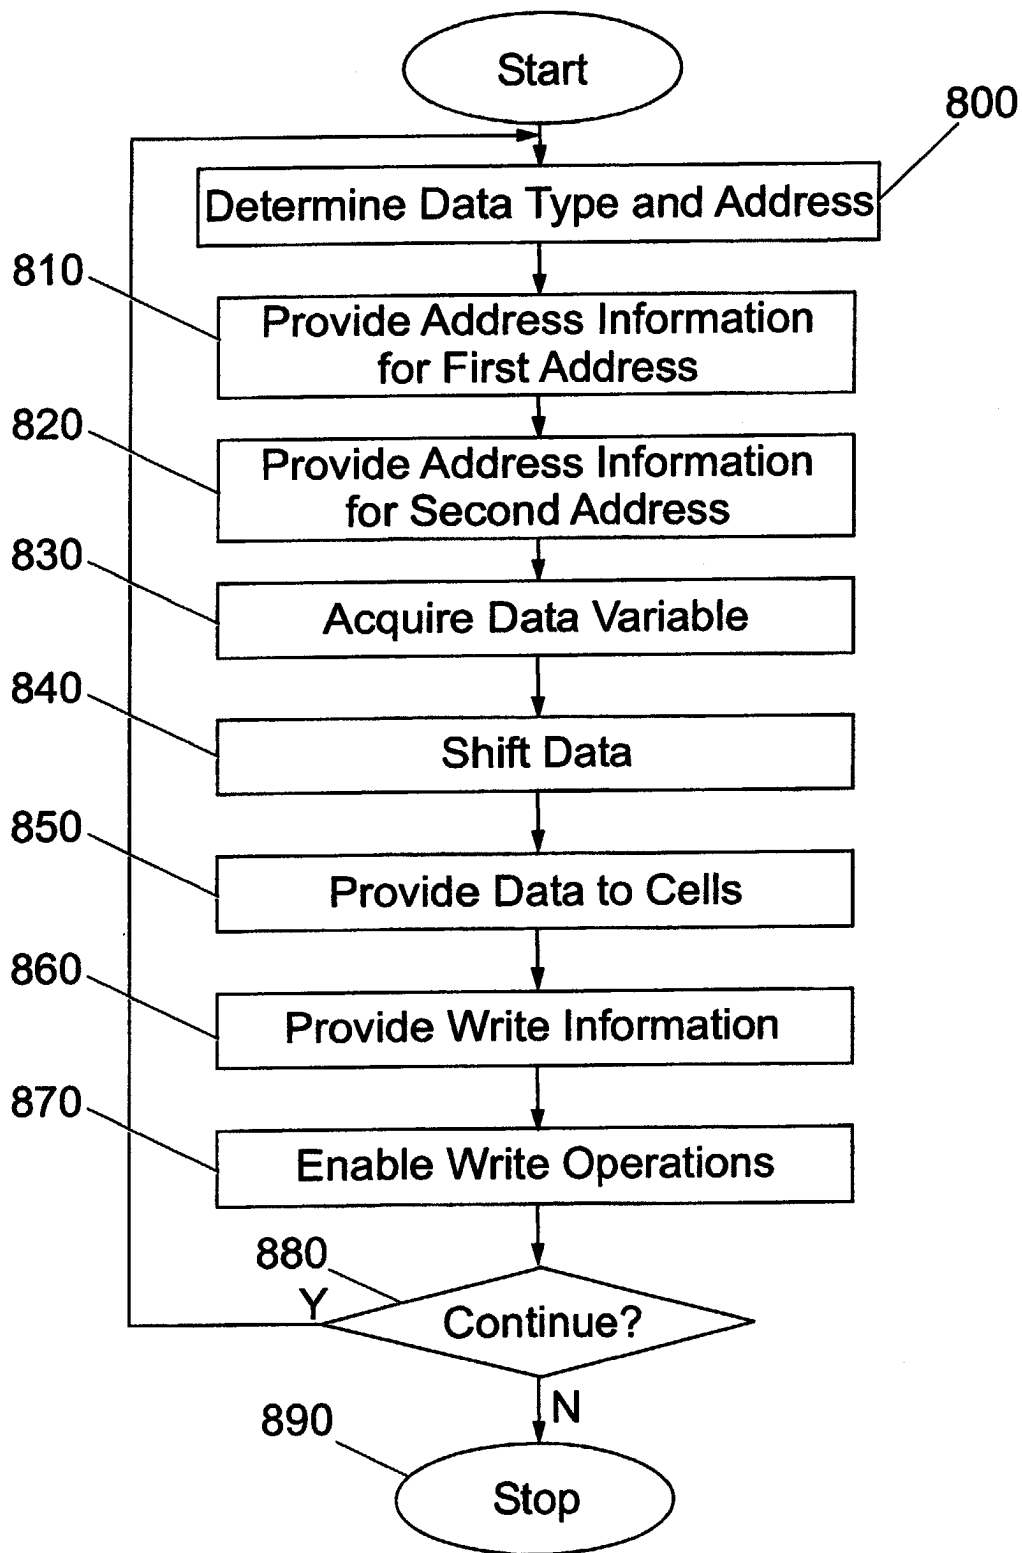 Start
800
Determine Data Type and Address
810
Provide Address Information
for First Address
820
Provide Address Information
for Second Address
830
Acquire Data Variable
840
Shift Data
850
Provide Data to Cells
860
Provide Write Information
870
Enable Write Operations
880
Y
Continue?
N
890
Stop